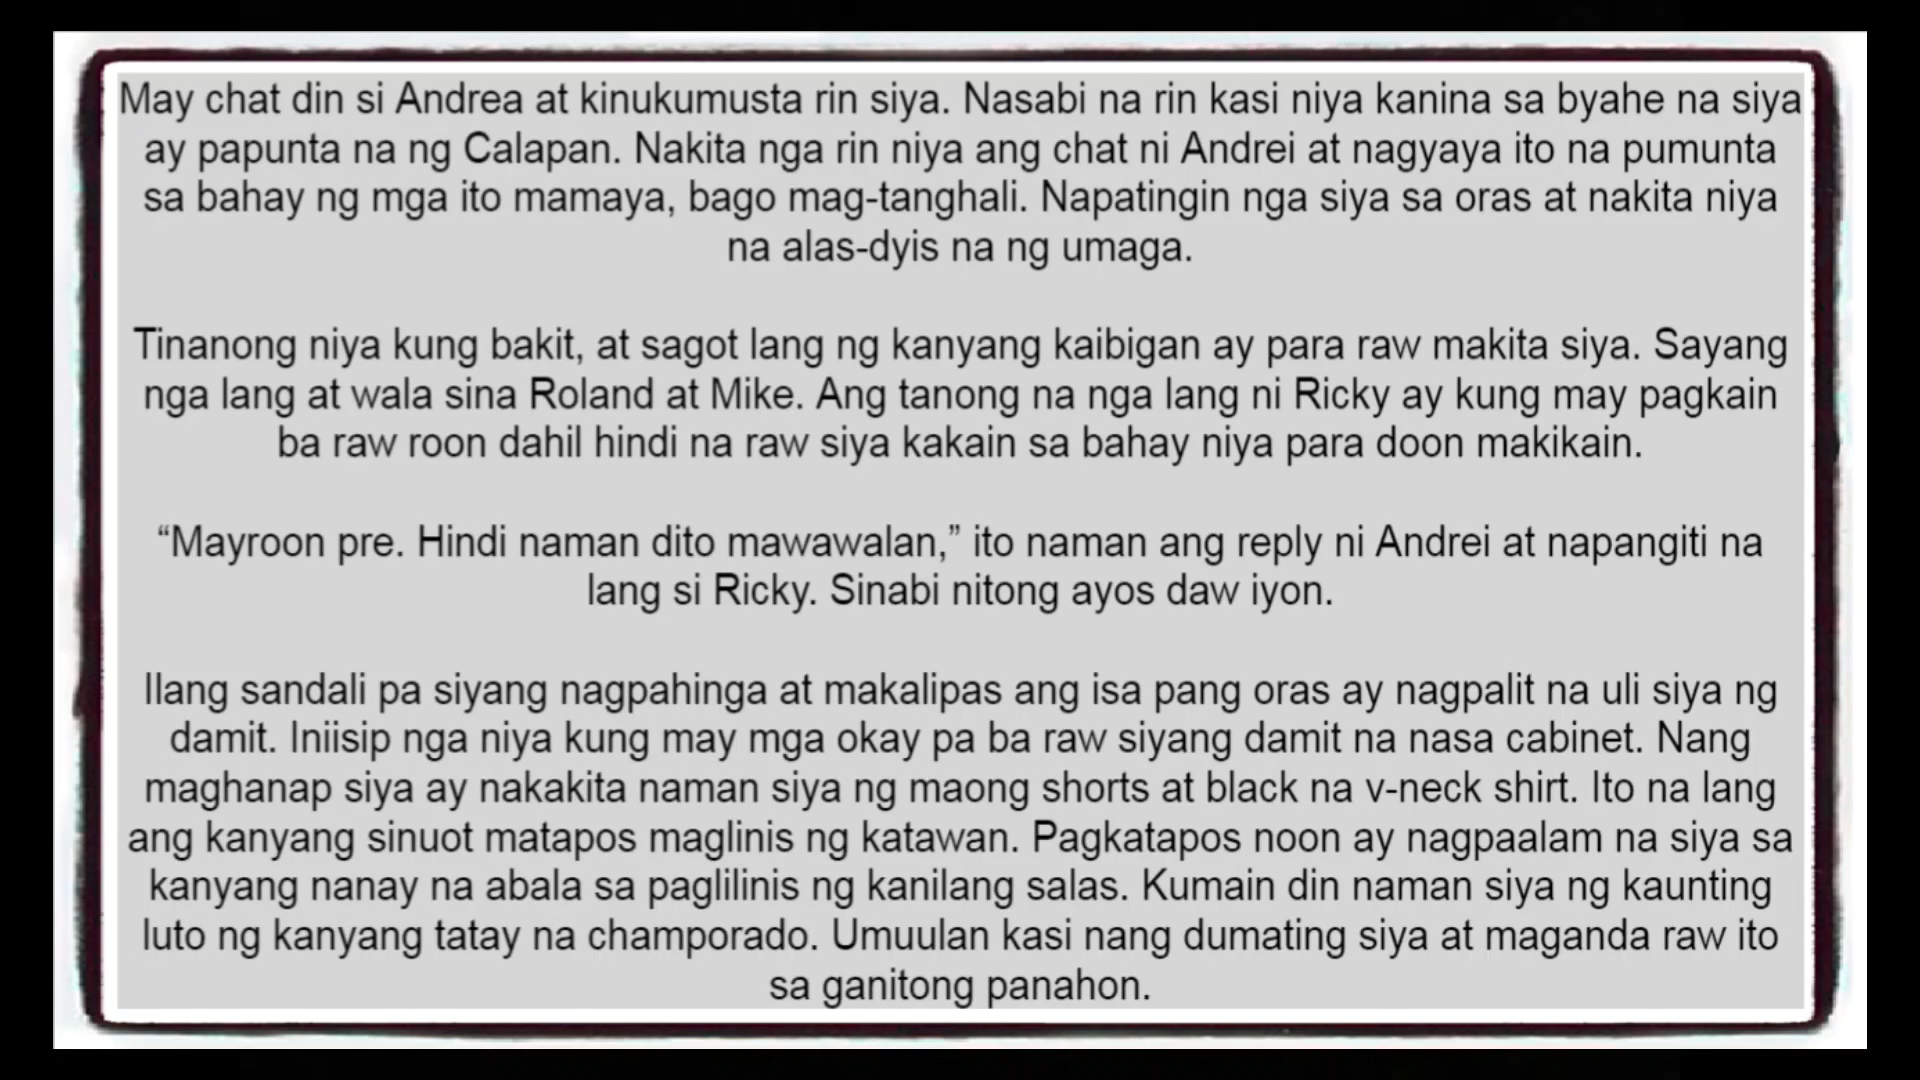 May chat din si Andrea at kinukumusta rin siya. Nasabi na rin kasi niya kanina sa byahe na siya
ay papunta na ng Calapan. Nakita nga rin niya ang chat ni Andrei at nagyaya ito na pumunta
sa bahay ng mga ito mamaya, bago mag-tanghali. Napatingin nga siya sa oras at nakita niya
na alas-dyis na ng umaga.
Tinanong niya kung bakit, at sagot lang ng kanyang kaibigan ay para raw makita siya. Sayang
nga lang at wala sina Roland at Mike. Ang tanong na nga lang ni Ricky ay kung may pagkain
ba raw roon dahil hindi na raw siya kakain sa bahay niya para doon makikain.
“Mayroon pre. Hindi naman dito mawawalan,” ito naman ang reply ni Andrei at napangiti na
lang si Ricky. Sinabi nitong ayos daw iyon.
Ilang sandali pa siyang nagpahinga at makalipas ang isa pang oras ay nagpalit na uli siya ng
damit. Iniisip nga niya kung may mga okay pa ba raw siyang damit na nasa cabinet. Nang
maghanap siya ay nakakita naman siya ng maong shorts at black na v-neck shirt. Ito na lang
ang kanyang sinuot matapos maglinis ng katawan. Pagkatapos noon ay nagpaalam na siya sa
kanyang nanay na abala sa paglilinis ng kanilang salas. Kumain din naman siya ng kaunting
luto ng kanyang tatay na champorado. Umuulan kasi nang dumating siya at maganda raw ito
sa ganitong panahon.